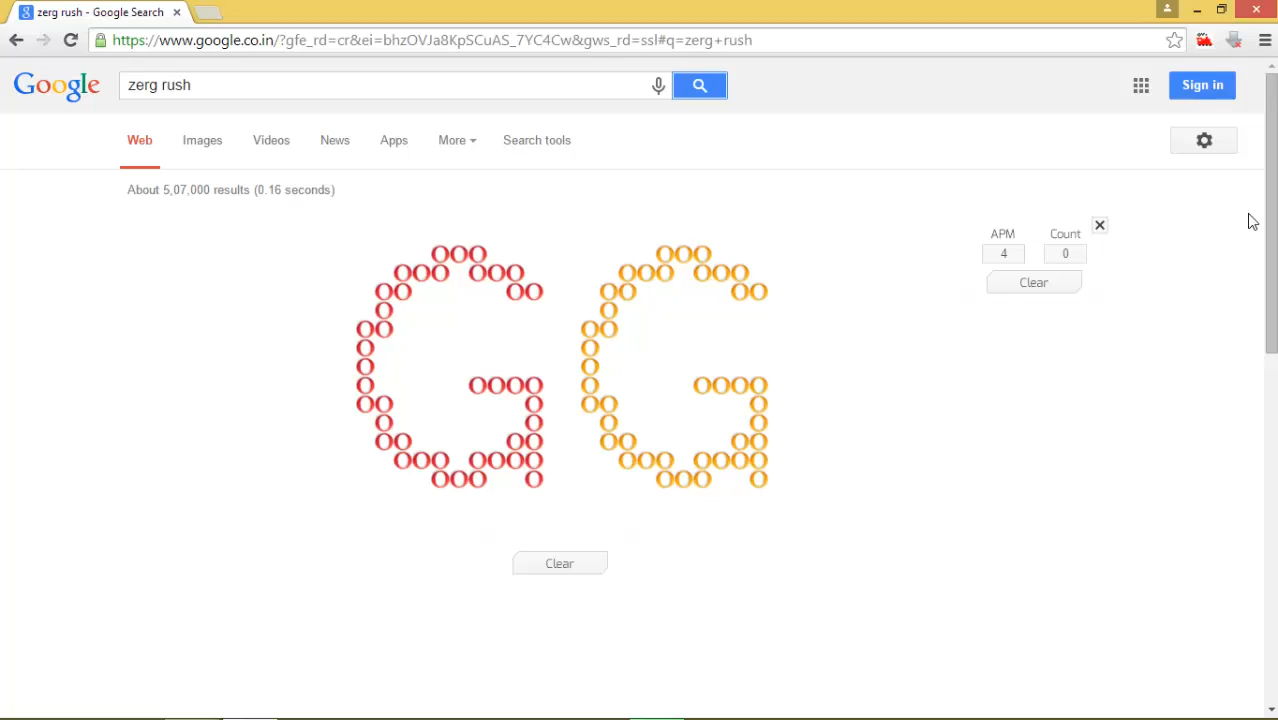 zerg rush - Google Search
https://www.google.co.in/?gfe_rd=cr&ei=bhzOVJa8KpSCuAS_7YC4Cw&gws_rd=ssl#q=zerg+rush
Google zerg rush Sign in
Web Images Videos News Apps More Search tools
About 5,07,000 results (0.16 seconds)
APM Count
4 0
Clear
GG
Clear